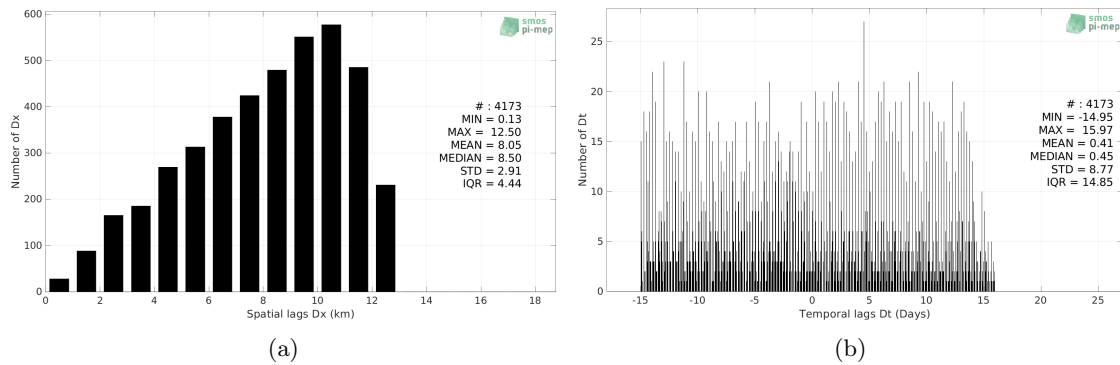 600
500
400
300
200
100
0
Number of Dx
0 2 4 6 8 10 12 14 16 18
Spatial lags Dx (km)
smos
pi-mep
# : 4173
MIN = 0.13
MAX = 12.50
MEAN = 8.05
MEDIAN = 8.50
STD = 2.91
IQR = 4.44
(a)
25
20
15
10
5
0
Number of Dt
-15 -10 -5 0 5 10 15 20 25
Temporal lags Dt (Days)
smos
pi-mep
# : 4173
MIN = -14.95
MAX = 15.97
MEAN = 0.41
MEDIAN = 0.45
STD = 8.77
IQR = 14.85
(b)